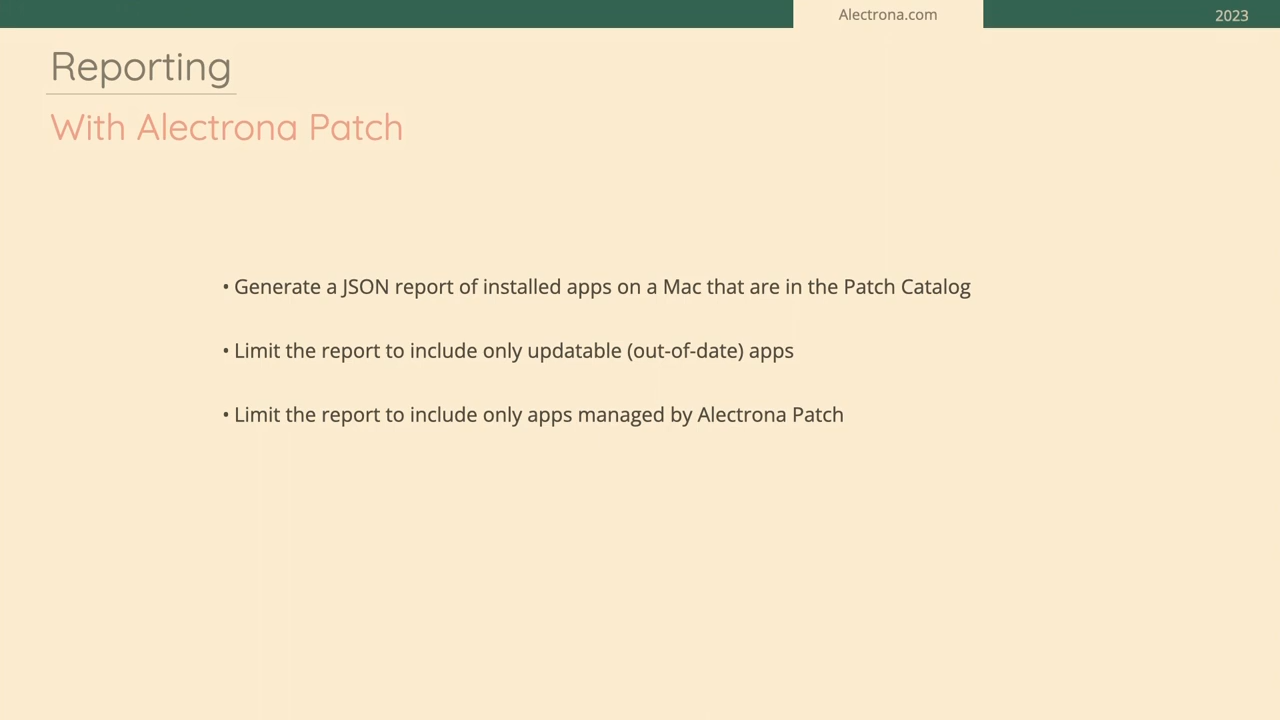 Alectrona.com
2023
Reporting
With Alectrona Patch
• Generate a JSON report of installed apps on a Mac that are in the Patch Catalog
• Limit the report to include only updatable (out-of-date) apps
• Limit the report to include only apps managed by Alectrona Patch